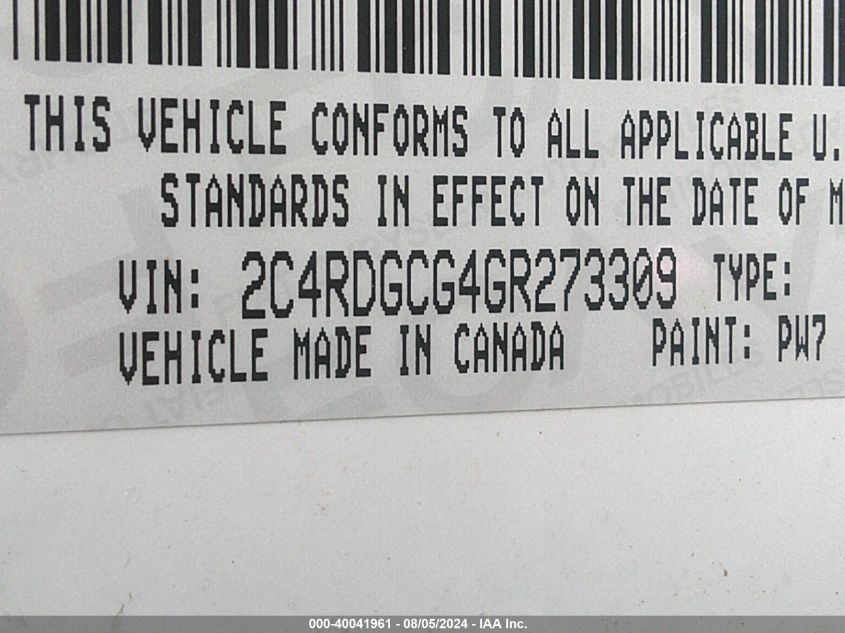 THIS VEHICLE CONFORMS TO ALL APPLICABLE U.
STANDARDS IN EFFECT ON THE DATE OF M
VIN: 2C4RDGCG4GR273309 TYPE:
VEHICLE MADE IN CANADA PAINT: PW7
000-40041961 - 08/05/2024 - IAA Inc.